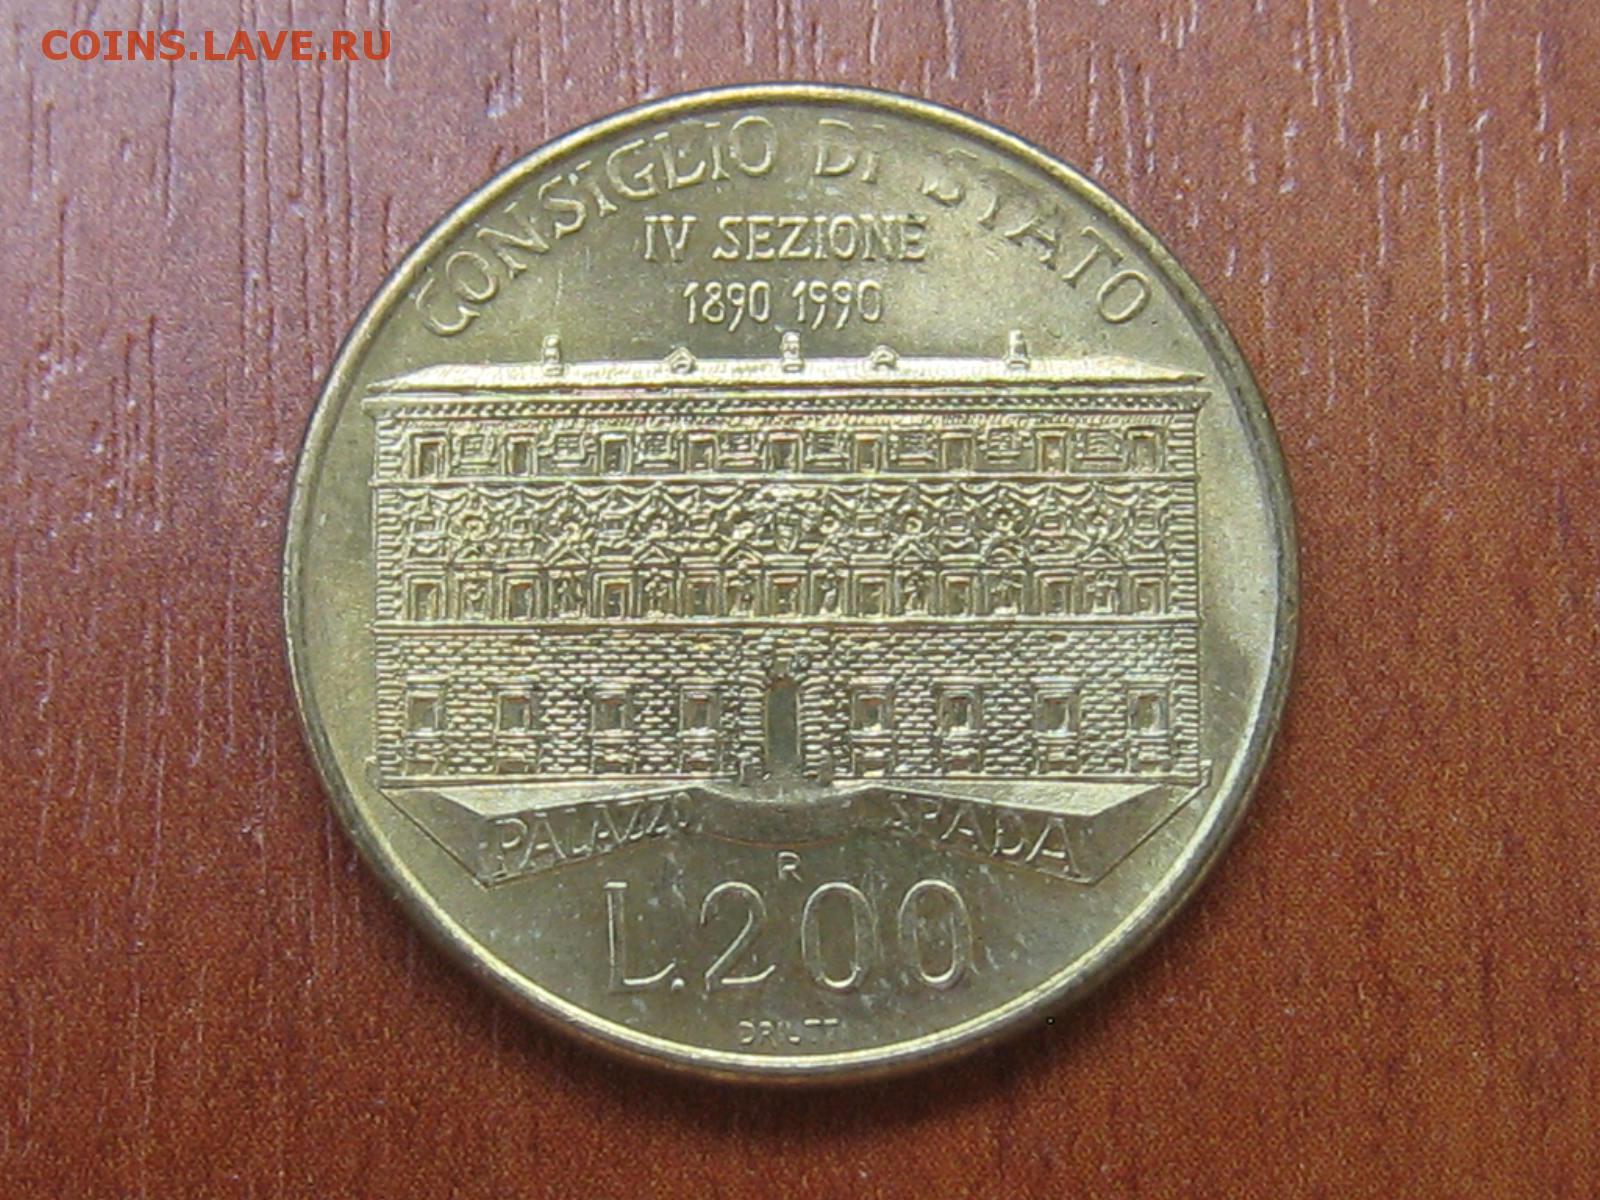 COINS.LAVE.RU
CONSIGLIO DI STATO
IV SEZIONE
1890 1990
PALAZZO SPADA
R
L.200
DRIUTTI